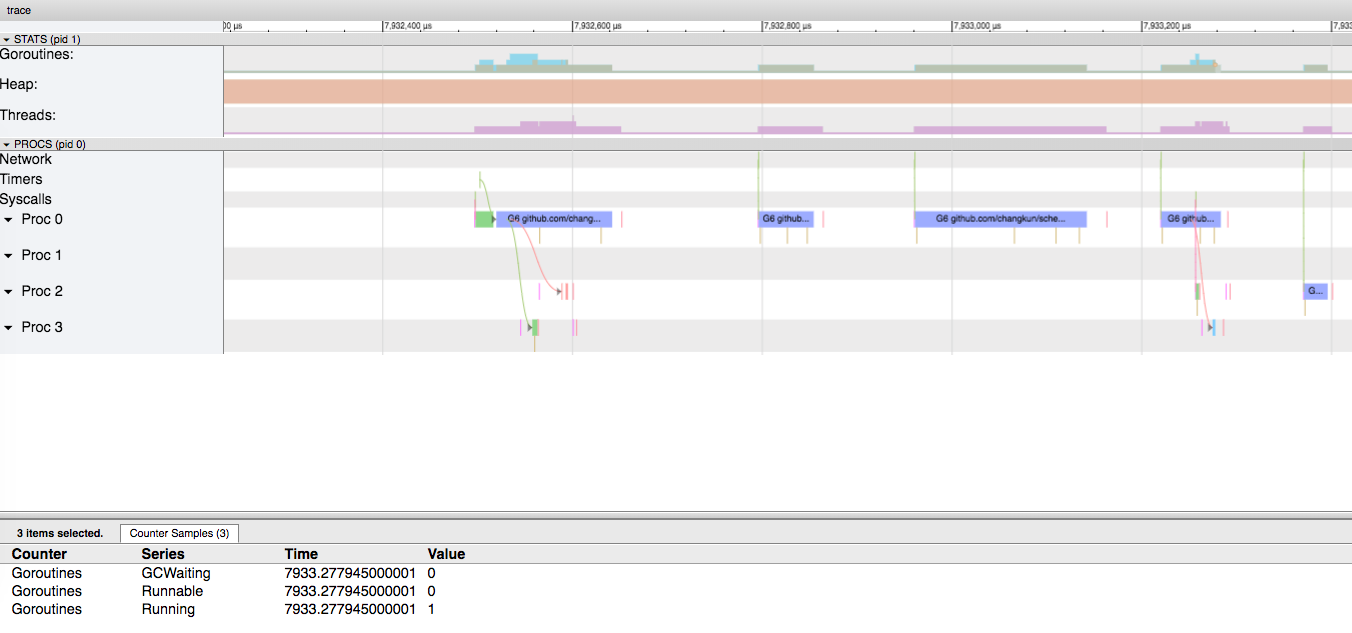 trace
00 µs 7,932,400 µs 7,932,600 µs 7,932,800 µs 7,933,000 µs 7,933,200 µs 7,933
STATS (pid 1)
Goroutines:
Heap:
Threads:
PROCS (pid 0)
Network
Timers
Syscalls
Proc 0 G6 github.com/chang... G6 github... G6 github.com/changkun/sche... G6 github...
Proc 1
Proc 2 G...
Proc 3
3 items selected. Counter Samples (3)
Counter Series Time Value
Goroutines GCWaiting 7933.277945000001 0
Goroutines Runnable 7933.277945000001 0
Goroutines Running 7933.277945000001 1